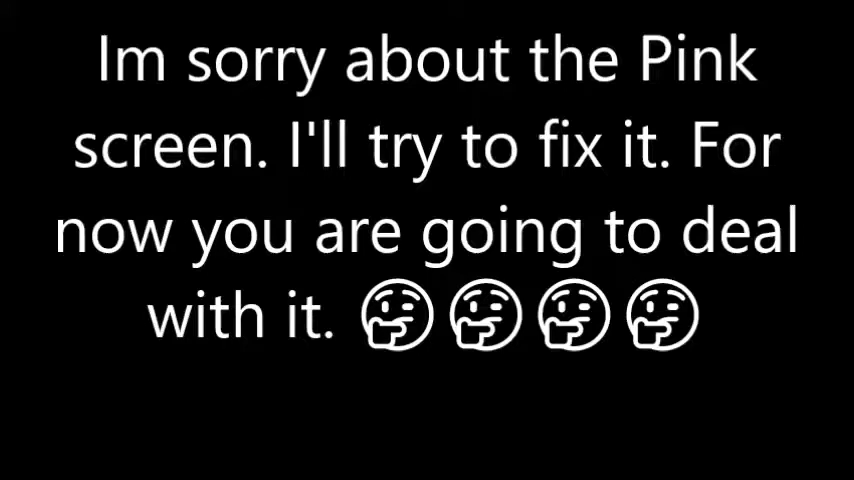 Im sorry about the Pink
screen. I'll try to fix it. For
now you are going to deal
with it. 🤔🤔🤔🤔